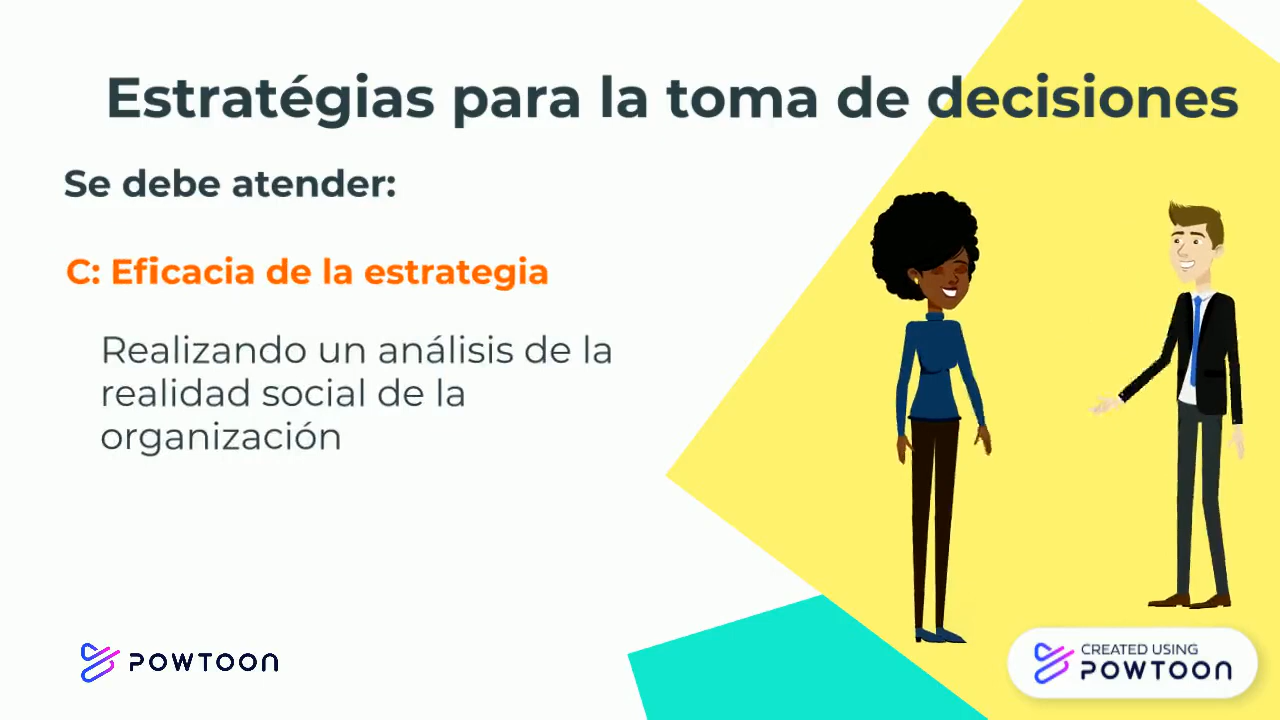 Estratégias para la toma de decisiones
Se debe atender:
C: Eficacia de la estrategia
Realizando un análisis de la
realidad social de la
organización
POWTOON
CREATED USING
POWTOON